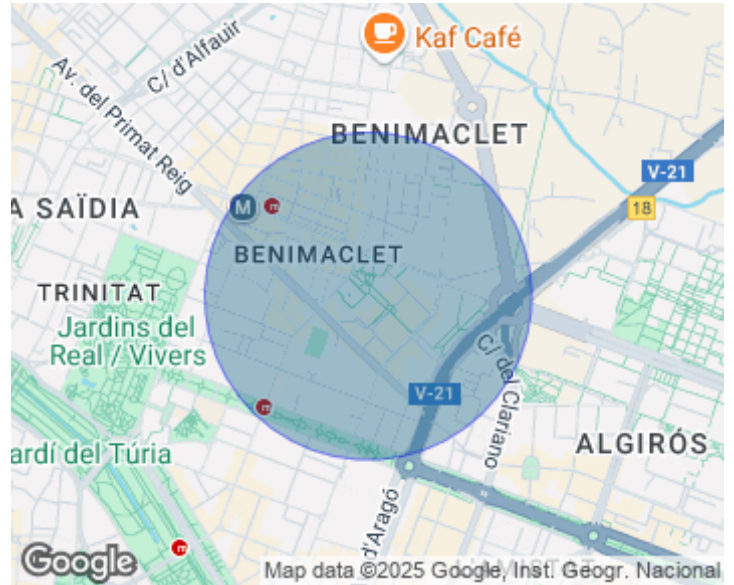 Kaf Café
C/ d'Alfauir
Av. del Primat Reig
BENIMACLET
V-21
18
A SAÏDIA
M
BENIMACLET
TRINITAT
Jardins del
Real / Vivers
V-21
C/ del Clariano
ALGIRÓS
ardí del Túria
d'Aragó
Google
Map data ©2025 Google, Inst. Geogr. Nacional